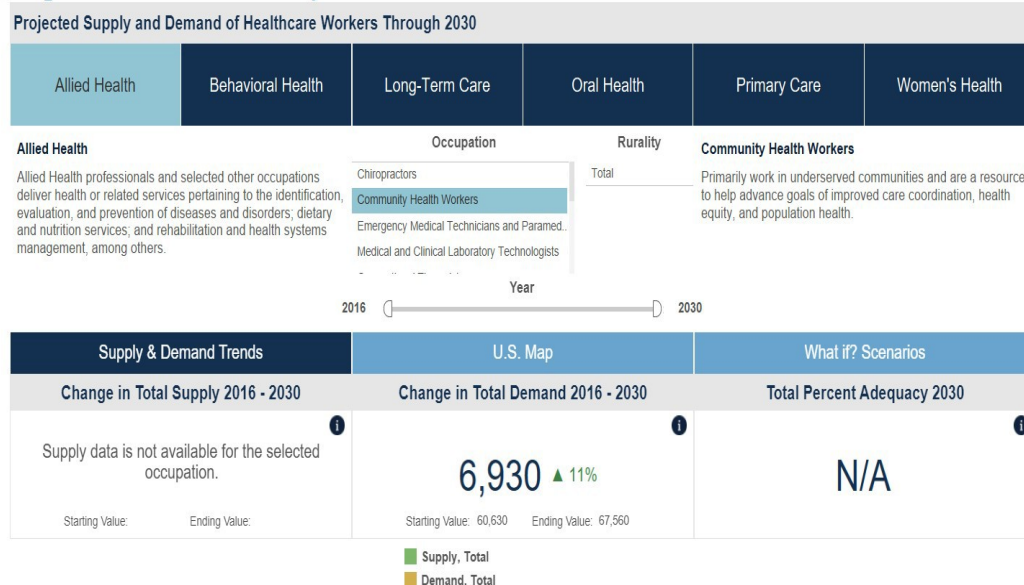 Projected Supply and Demand of Healthcare Workers Through 2030
Allied Health
Behavioral Health
Long-Term Care
Oral Health
Primary Care
Women's Health
Allied Health
Allied Health professionals and selected other occupations
deliver health or related services pertaining to the identification,
evaluation, and prevention of diseases and disorders; dietary
and nutrition services; and rehabilitation and health systems
management, among others.
Occupation
Chiropractors
Community Health Workers
Emergency Medical Technicians and Paramed..
Medical and Clinical Laboratory Technologists
Rurality
Total
Community Health Workers
Primarily work in underserved communities and are a resource
to help advance goals of improved care coordination, health
equity, and population health.
Year
2016
2030
Supply & Demand Trends
U.S. Map
What if? Scenarios
Change in Total Supply 2016 - 2030
Change in Total Demand 2016 - 2030
Total Percent Adequacy 2030
i
Supply data is not available for the selected
occupation.
Starting Value:
Ending Value:
i
6,930 ▲ 11%
Starting Value: 60,630
Ending Value: 67,560
i
N/A
Supply, Total
Demand, Total